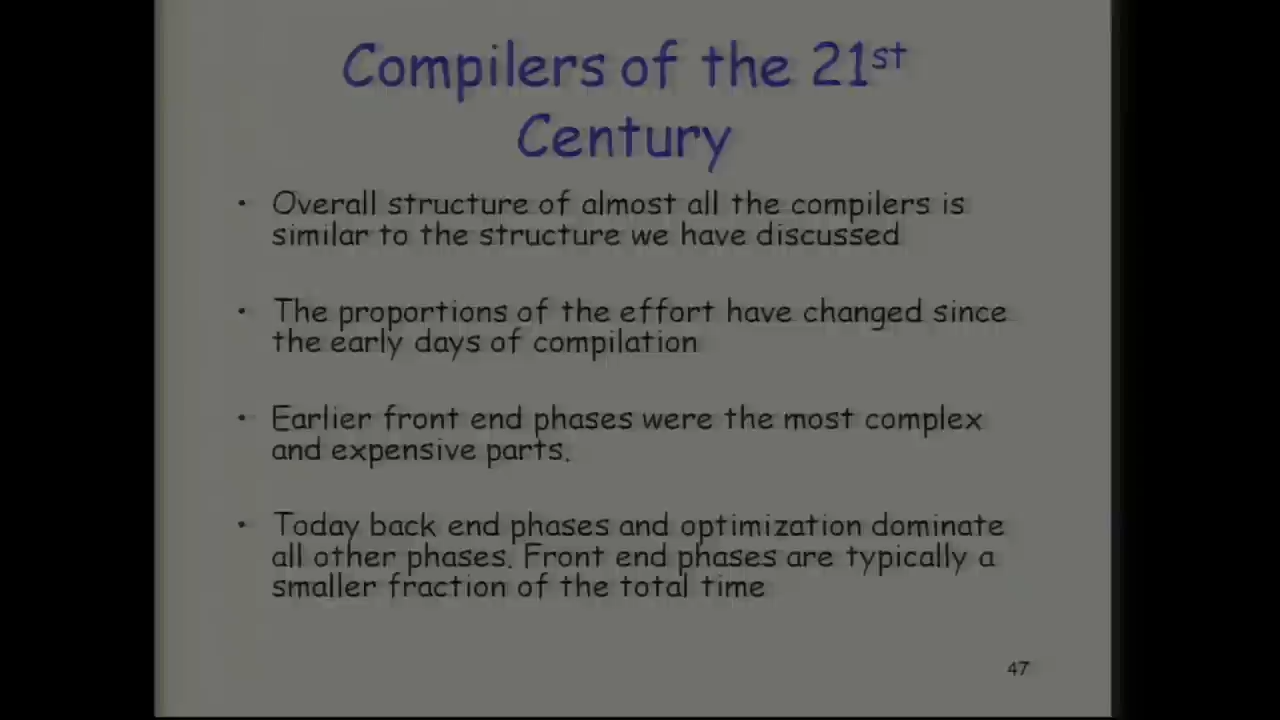 Compilers of the 21st
Century
• Overall structure of almost all the compilers is
similar to the structure we have discussed
• The proportions of the effort have changed since
the early days of compilation
• Earlier front end phases were the most complex
and expensive parts.
• Today back end phases and optimization dominate
all other phases. Front end phases are typically a
smaller fraction of the total time
47